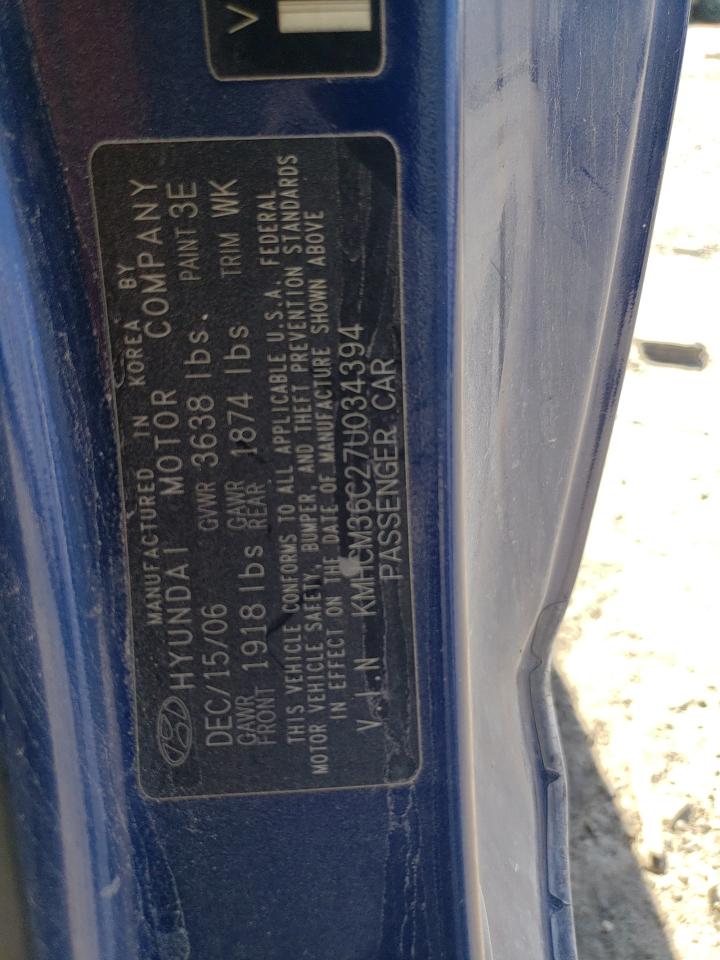 V
MANUFACTURED IN KOREA BY
HYUNDAI MOTOR COMPANY
DEC/15/06 GVWR 3638 lbs. PAINT 3E
GAWR FRONT 1918 lbs GAWR REAR 1874 lbs TRIM WK
THIS VEHICLE CONFORMS TO ALL APPLICABLE U.S.A. FEDERAL
MOTOR VEHICLE SAFETY, BUMPER, AND THEFT PREVENTION STANDARDS
IN EFFECT ON THE DATE OF MANUFACTURE SHOWN ABOVE
V.I.N KMHCM36C27U034394
PASSENGER CAR